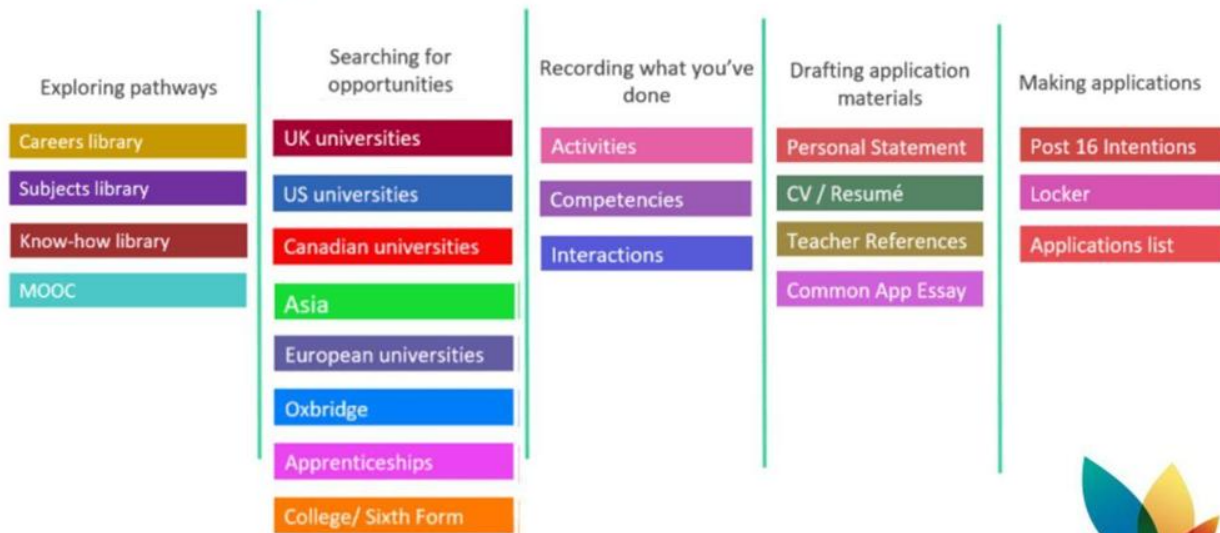 Exploring pathways
Careers library
Subjects library
Know-how library
MOOC
Searching for
opportunities
UK universities
US universities
Canadian universities
Asia
European universities
Oxbridge
Apprenticeships
College/ Sixth Form
Recording what you've
done
Activities
Competencies
Interactions
Drafting application
materials
Personal Statement
CV / Resumé
Teacher References
Common App Essay
Making applications
Post 16 Intentions
Locker
Applications list